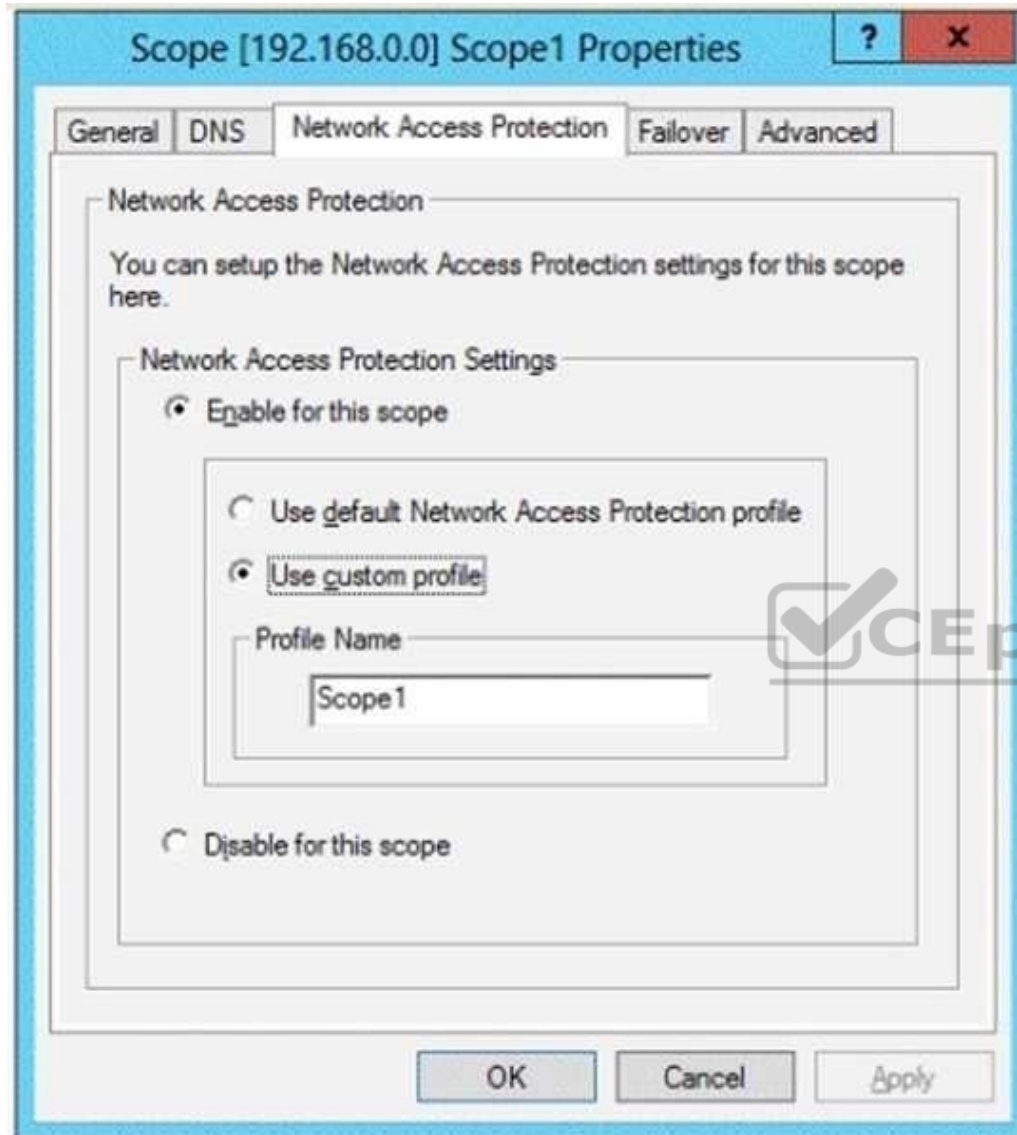 Scope [192.168.0.0] Scope1 Properties
? x
General DNS Network Access Protection Failover Advanced
Network Access Protection
You can setup the Network Access Protection settings for this scope
here.
Network Access Protection Settings
Enable for this scope
Use default Network Access Protection profile
Use custom profile
Profile Name
Scope1
Disable for this scope
OK Cancel Apply